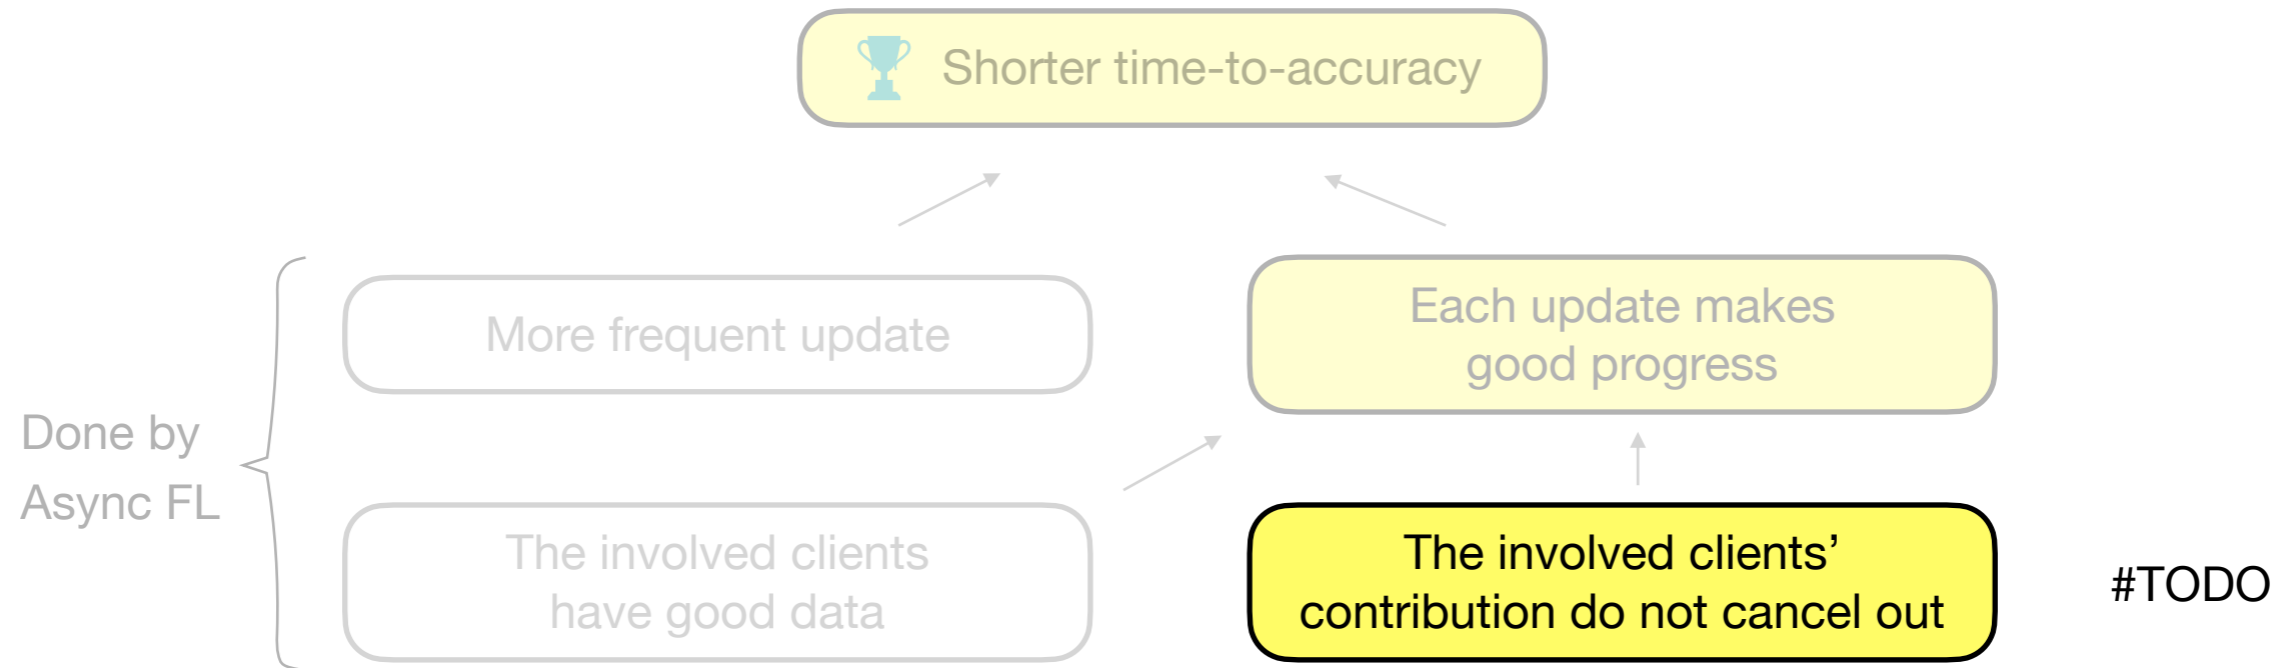 Shorter time-to-accuracy
More frequent update
Each update makes
good progress
Done by
Async FL
The involved clients
have good data
The involved clients’
contribution do not cancel out
#TODO